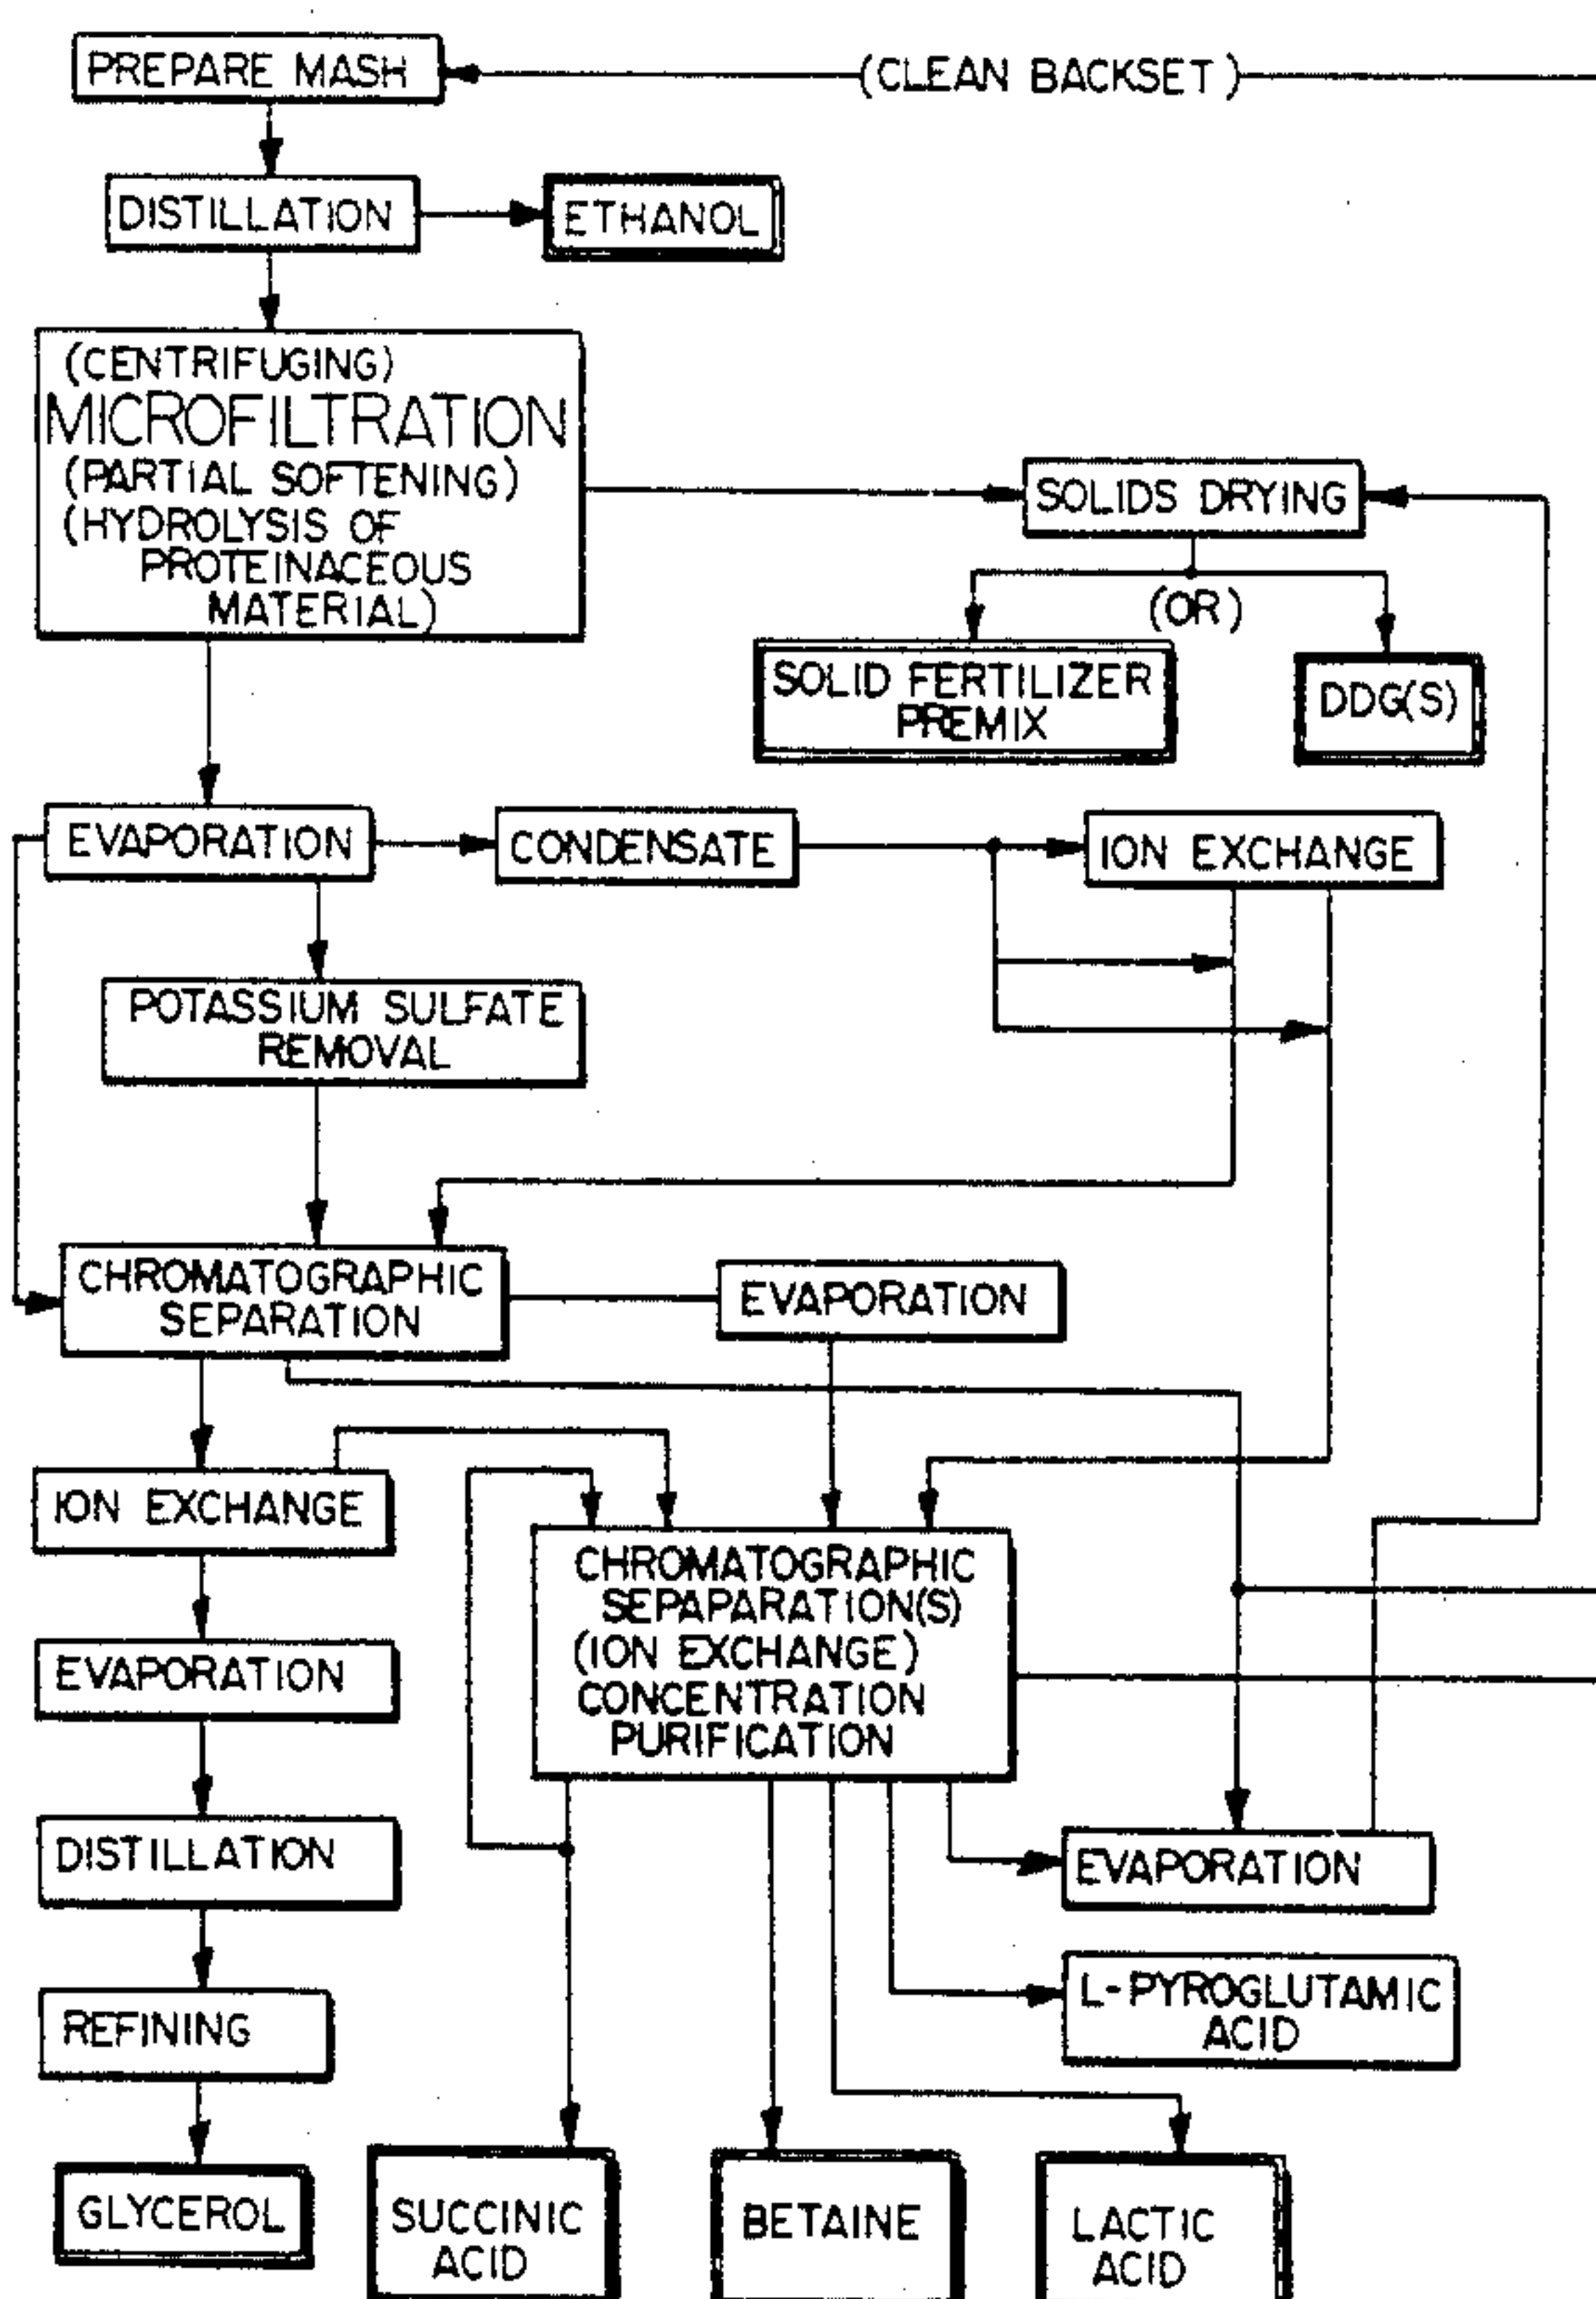 PREPARE MASH
(CLEAN BACKSET)
DISTILLATION
ETHANOL
(CENTRIFUGING)
MICROFILTRATION
(PARTIAL SOFTENING)
(HYDROLYSIS OF
PROTEINACEOUS
MATERIAL)
SOLIDS DRYING
(OR)
SOLID FERTILIZER
PREMIX
DDG(S)
EVAPORATION
CONDENSATE
ION EXCHANGE
POTASSIUM SULFATE
REMOVAL
CHROMATOGRAPHIC
SEPARATION
EVAPORATION
ION EXCHANGE
CHROMATOGRAPHIC
SEPAPARATION(S)
(ION EXCHANGE)
CONCENTRATION
PURIFICATION
EVAPORATION
DISTILLATION
EVAPORATION
REFINING
L-PYROGLUTAMIC
ACID
GLYCEROL
SUCCINIC
ACID
BETAINE
LACTIC
ACID